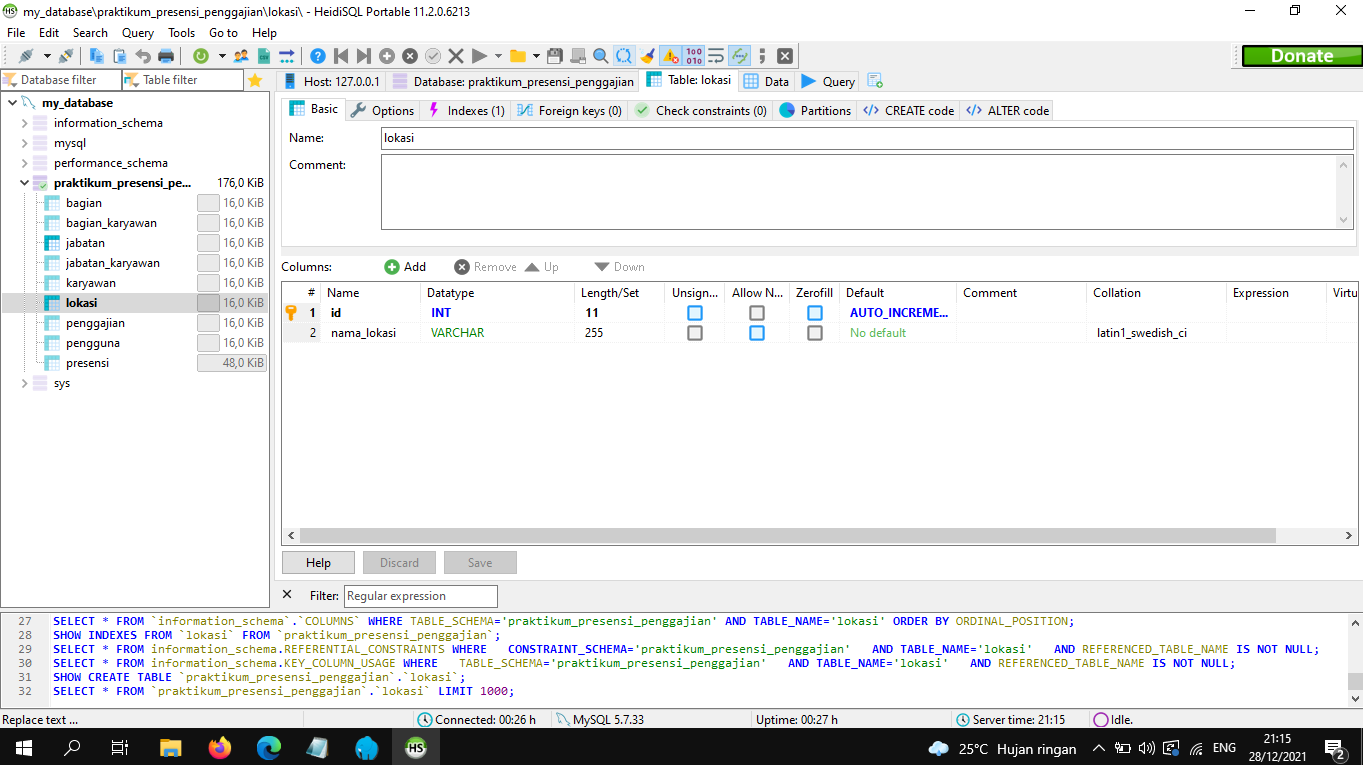 my_database\praktikum_presensi_penggajian\lokasi\ - HeidiSQL Portable 11.2.0.6213
File Edit Search Query Tools Go to Help
Donate
Database filter Table filter
Host: 127.0.0.1 Database: praktikum_presensi_penggajian Table: lokasi Data Query
my_database
information_schema
mysql
performance_schema
praktikum_presensi_pe... 176,0 KiB
bagian 16,0 KiB
bagian_karyawan 16,0 KiB
jabatan 16,0 KiB
jabatan_karyawan 16,0 KiB
karyawan 16,0 KiB
lokasi 16,0 KiB
penggajian 16,0 KiB
pengguna 16,0 KiB
presensi 48,0 KiB
sys
Basic Options Indexes (1) Foreign keys (0) Check constraints (0) Partitions CREATE code ALTER code
Name: lokasi
Comment:
Columns: Add Remove Up Down
# Name Datatype Length/Set Unsign... Allow N... Zerofill Default Comment Collation Expression Virtu
1 id INT 11 AUTO_INCREME...
2 nama_lokasi VARCHAR 255 No default latin1_swedish_ci
Help Discard Save
Filter: Regular expression
27 SELECT * FROM `information_schema`.`COLUMNS` WHERE TABLE_SCHEMA='praktikum_presensi_penggajian' AND TABLE_NAME='lokasi' ORDER BY ORDINAL_POSITION;
28 SHOW INDEXES FROM `lokasi` FROM `praktikum_presensi_penggajian`;
29 SELECT * FROM information_schema.REFERENTIAL_CONSTRAINTS WHERE   CONSTRAINT_SCHEMA='praktikum_presensi_penggajian'   AND TABLE_NAME='lokasi'   AND REFERENCED_TABLE_NAME IS NOT NULL;
30 SELECT * FROM information_schema.KEY_COLUMN_USAGE WHERE   TABLE_SCHEMA='praktikum_presensi_penggajian'   AND TABLE_NAME='lokasi'   AND REFERENCED_TABLE_NAME IS NOT NULL;
31 SHOW CREATE TABLE `praktikum_presensi_penggajian`.`lokasi`;
32 SELECT * FROM `praktikum_presensi_penggajian`.`lokasi` LIMIT 1000;
Replace text ... Connected: 00:26 h MySQL 5.7.33 Uptime: 00:27 h Server time: 21:15 Idle.
HS 25°C Hujan ringan ENG 21:15
28/12/2021 2